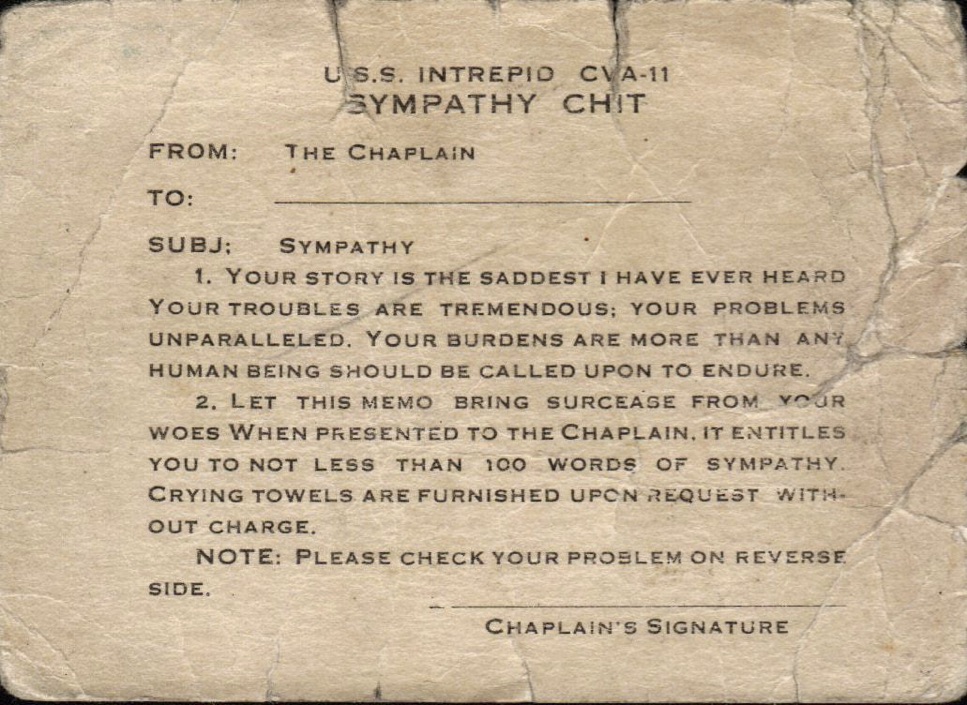 U.S.S. INTREPID CVA-11
SYMPATHY CHIT
FROM: THE CHAPLAIN
TO:
SUBJ; SYMPATHY
1. YOUR STORY IS THE SADDEST I HAVE EVER HEARD
YOUR TROUBLES ARE TREMENDOUS; YOUR PROBLEMS
UNPARALLELED. YOUR BURDENS ARE MORE THAN ANY
HUMAN BEING SHOULD BE CALLED UPON TO ENDURE.
2. LET THIS MEMO BRING SURCEASE FROM YOUR
WOES WHEN PRESENTED TO THE CHAPLAIN, IT ENTITLES
YOU TO NOT LESS THAN 100 WORDS OF SYMPATHY.
CRYING TOWELS ARE FURNISHED UPON REQUEST WITH-
OUT CHARGE.
NOTE: PLEASE CHECK YOUR PROBLEM ON REVERSE
SIDE.
CHAPLAIN'S SIGNATURE